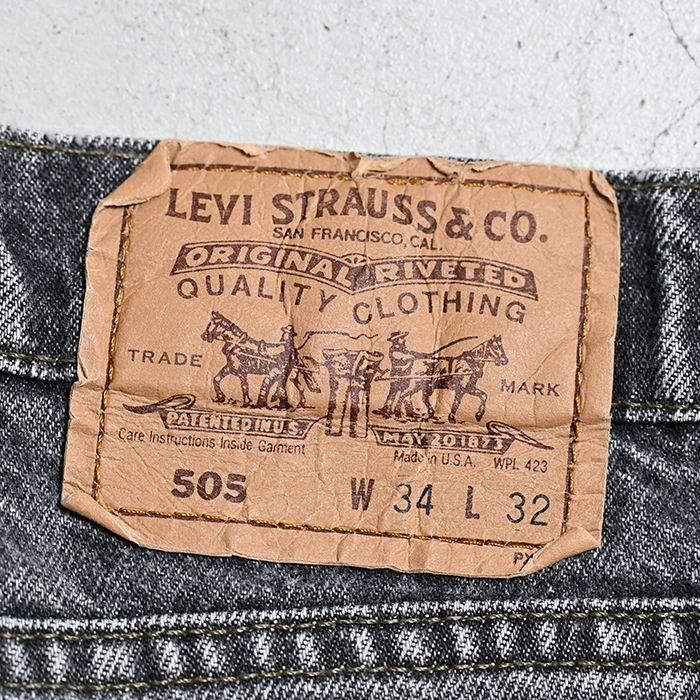 LEVI STRAUSS & CO.
SAN FRANCISCO, CAL.
ORIGINAL RIVETED
QUALITY CLOTHING
TRADE MARK
PATENTED IN U.S. MAY 20 1873
Care Instructions Inside Garment Made in U.S.A. WPL 423
505 W 34 L 32
PX